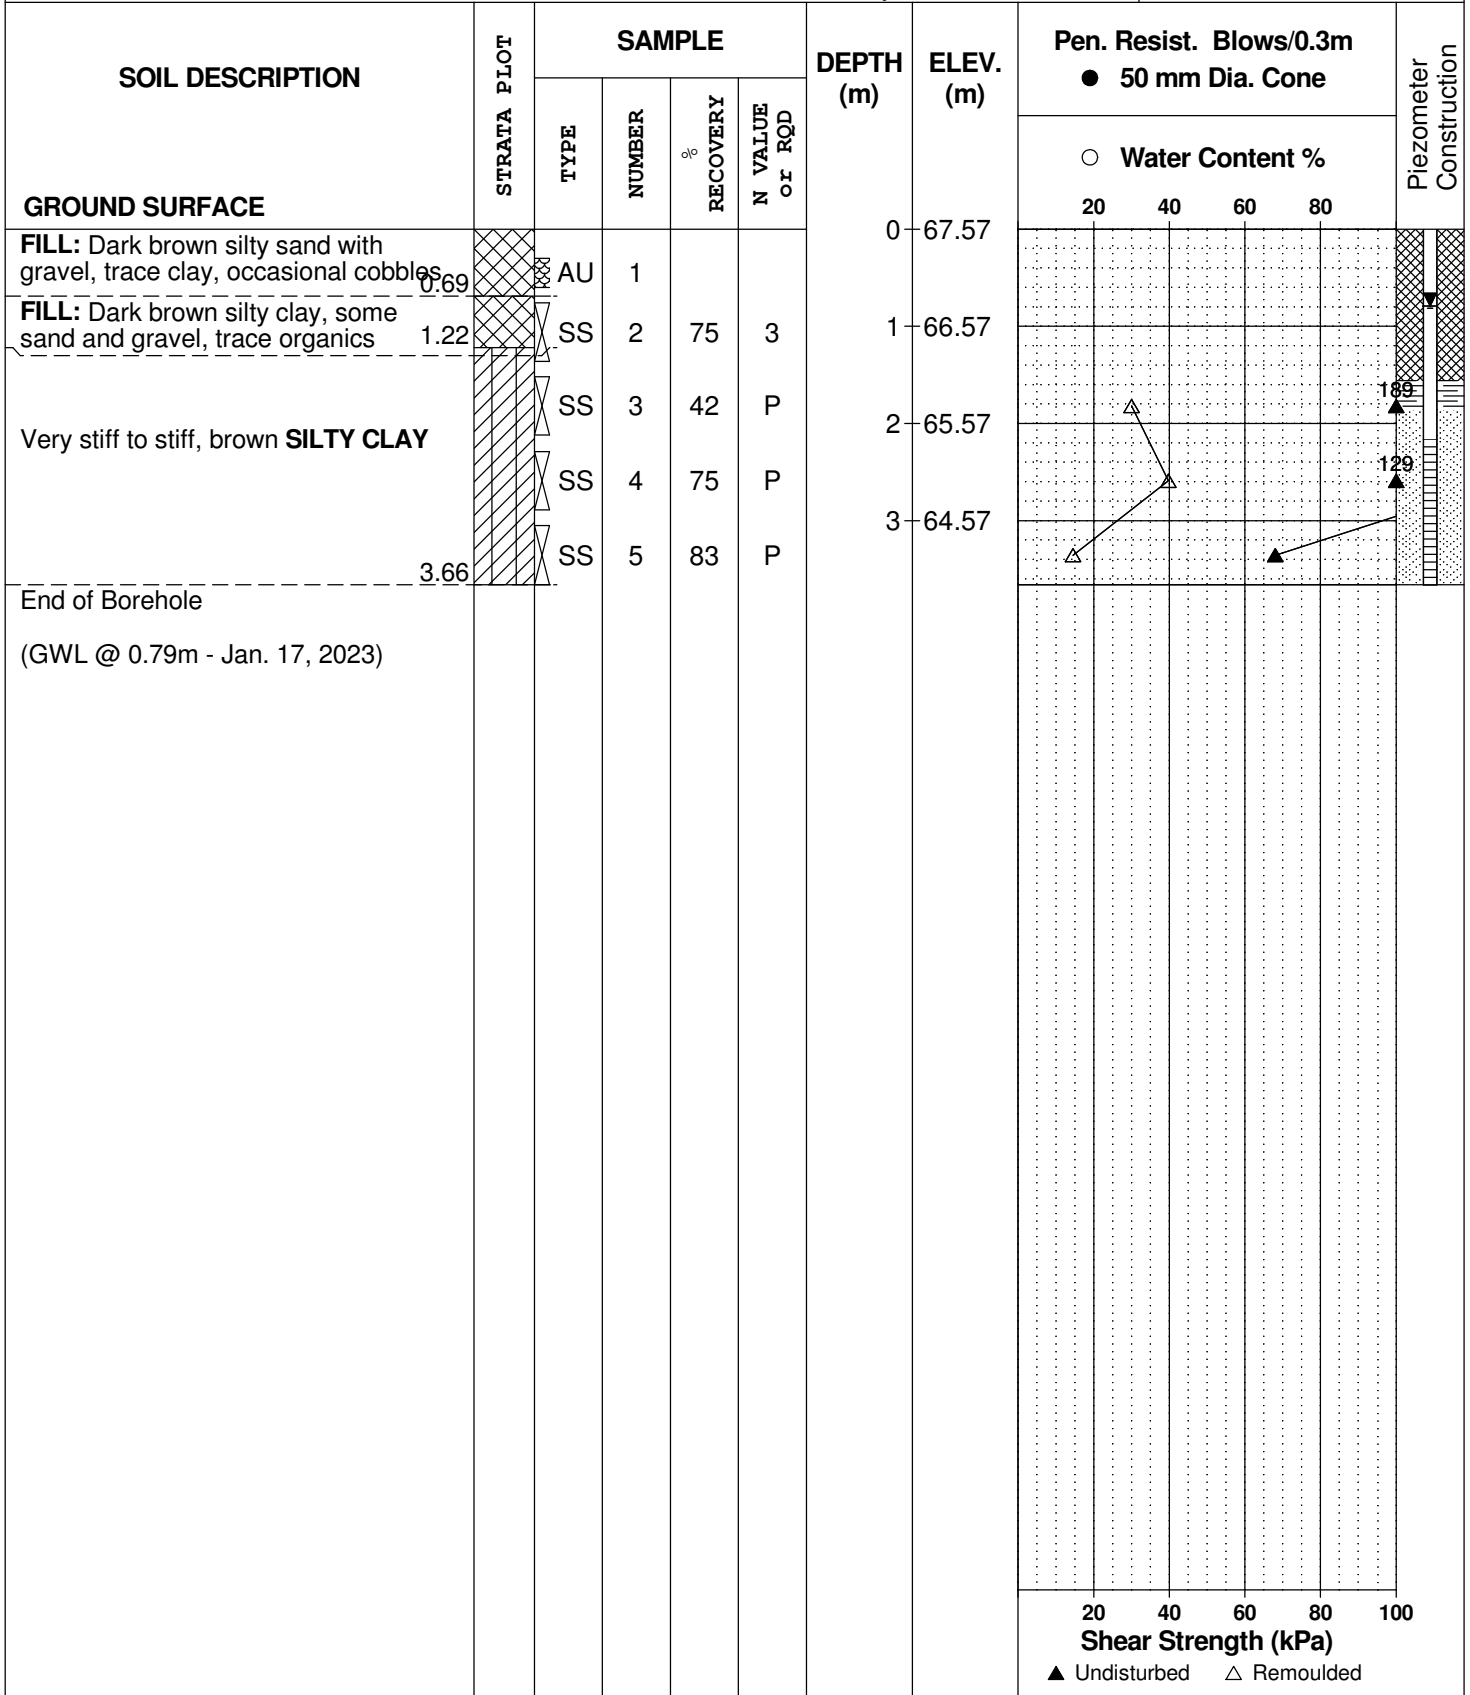 SOIL DESCRIPTION
GROUND SURFACE
STRATA PLOT
SAMPLE
TYPE
NUMBER
%
RECOVERY
N VALUE
or RQD
DEPTH
(m)
ELEV.
(m)
Pen. Resist. Blows/0.3m
● 50 mm Dia. Cone
○ Water Content %
20 40 60 80
Piezometer
Construction
0 67.57
FILL: Dark brown silty sand with
gravel, trace clay, occasional cobbles
0.69
AU 1
FILL: Dark brown silty clay, some
sand and gravel, trace organics 1.22
SS 2 75 3
1 66.57
189
SS 3 42 P
2 65.57
Very stiff to stiff, brown SILTY CLAY
129
SS 4 75 P
3 64.57
SS 5 83 P
3.66
End of Borehole
(GWL @ 0.79m - Jan. 17, 2023)
20 40 60 80 100
Shear Strength (kPa)
▲ Undisturbed △ Remoulded